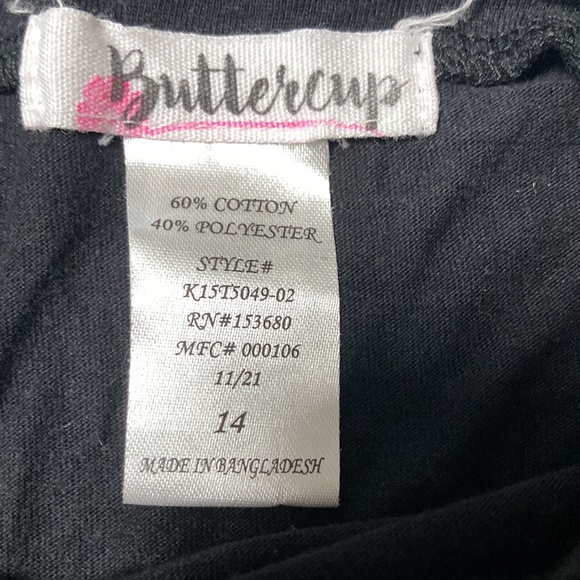 Buttercup
60% COTTON
40% POLYESTER
STYLE#
K15T5049-02
RN#153680
MFC# 000106
11/21
14
MADE IN BANGLADESH